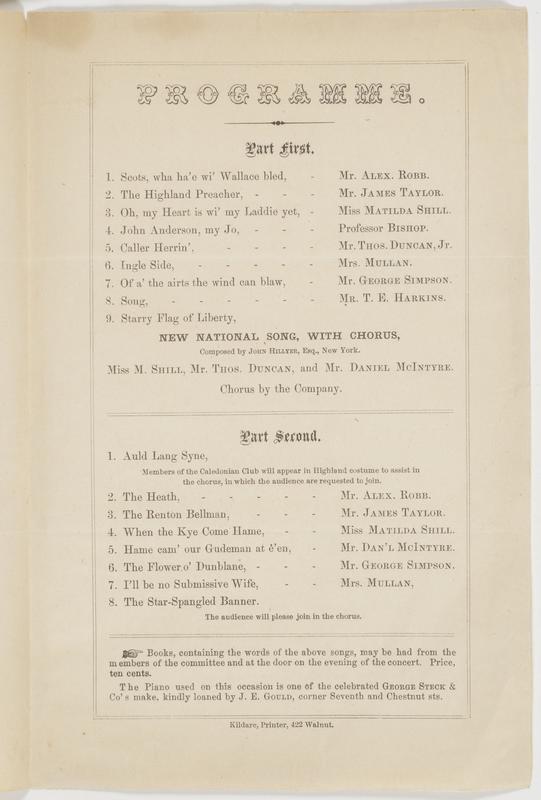 PROGRAMME.
Part First.
1. Scots, wha ha'e wi' Wallace bled, - Mr. ALEX. ROBB.
2. The Highland Preacher, - - - Mr. JAMES TAYLOR.
3. Oh, my Heart is wi' my Laddie yet, - Miss MATILDA SHILL.
4. John Anderson, my Jo, - - - Professor BISHOP.
5. Caller Herrin', - - - - Mr. THOS. DUNCAN, Jr.
6. Ingle Side, - - - - - Mrs. MULLAN.
7. Of a' the airts the wind can blaw, - Mr. GEORGE SIMPSON.
8. Song, - - - - - - MR. T. E. HARKINS.
9. Starry Flag of Liberty,
NEW NATIONAL SONG, WITH CHORUS,
Composed by JOHN HILLYER, Esq., New York.
Miss M. SHILL, Mr. THOS. DUNCAN, and Mr. DANIEL MCINTYRE.
Chorus by the Company.
Part Second.
1. Auld Lang Syne,
Members of the Caledonian Club will appear in Highland costume to assist in
the chorus, in which the audience are requested to join.
2. The Heath, - - - - - Mr. ALEX. ROBB.
3. The Renton Bellman, - - - Mr. JAMES TAYLOR.
4. When the Kye Come Hame, - - Miss MATILDA SHILL.
5. Hame cam' our Gudeman at e'en, - Mr. DAN'L MCINTYRE.
6. The Flower o' Dunblane, - - - Mr. GEORGE SIMPSON.
7. I'll be no Submissive Wife, - - Mrs. MULLAN,
8. The Star-Spangled Banner.
The audience will please join in the chorus.
☞ Books, containing the words of the above songs, may be had from the
members of the committee and at the door on the evening of the concert. Price,
ten cents.
The Piano used on this occasion is one of the celebrated GEORGE STECK &
Co's make, kindly loaned by J. E. GOULD, corner Seventh and Chestnut sts.
Kildare, Printer, 422 Walnut.